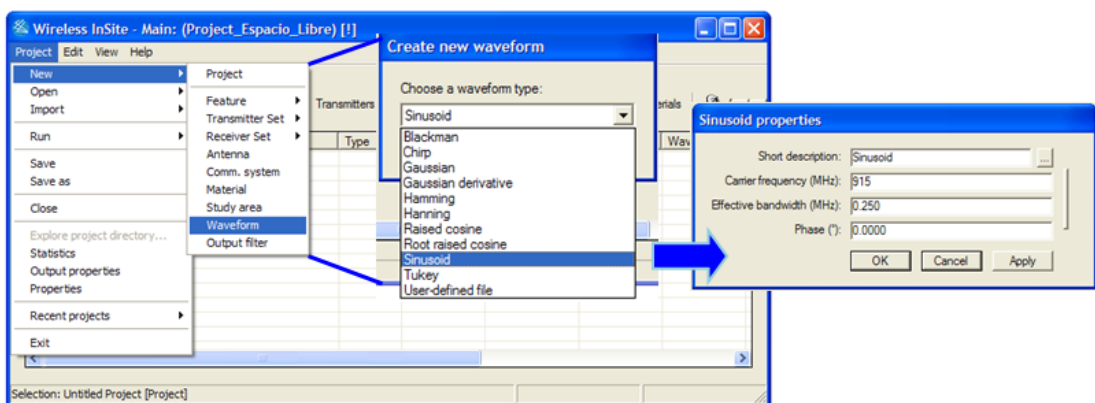 Wireless InSite - Main: (Project_Espacio_Libre) [!]
Project Edit View Help
New
Open
Import
Run
Save
Save as
Close
Explore project directory...
Statistics
Output properties
Properties
Recent projects
Exit
Project
Feature
Transmitter Set
Receiver Set
Antenna
Comm. system
Material
Study area
Waveform
Output filter
Transmitters
Type
Create new waveform
Choose a waveform type:
Sinusoid
Blackman
Chirp
Gaussian
Gaussian derivative
Hamming
Hanning
Raised cosine
Root raised cosine
Sinusoid
Tukey
User-defined file
erials
Wav
Sinusoid properties
Short description: Sinusoid ...
Carrier frequency (MHz): 915
Effective bandwidth (MHz): 0.250
Phase (°): 0.0000
OK Cancel Apply
Selection: Untitled Project [Project]